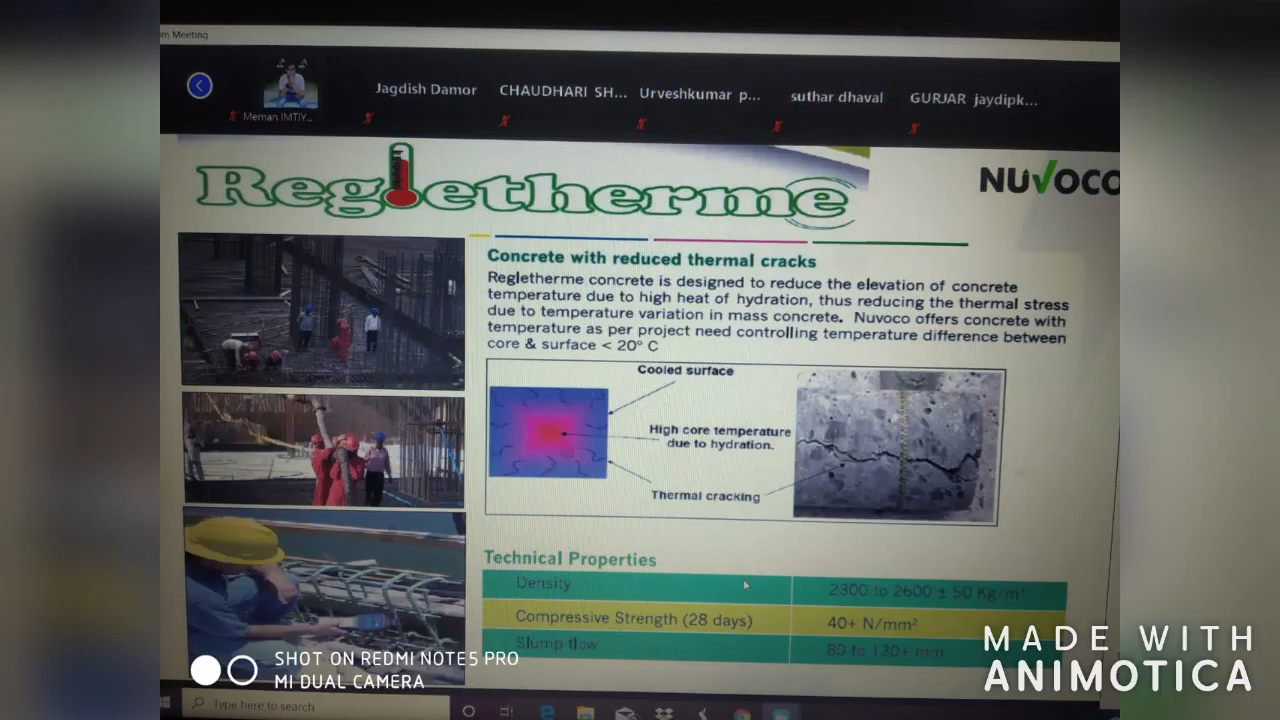 m Meeting
Meman IMTIY...
Jagdish Damor
CHAUDHARI SH...
Urveshkumar p...
suthar dhaval
GURJAR jaydipk...
Regletherme
NUVOCO
Concrete with reduced thermal cracks
Regletherme concrete is designed to reduce the elevation of concrete
temperature due to high heat of hydration, thus reducing the thermal stress
due to temperature variation in mass concrete. Nuvoco offers concrete with
temperature as per project need controlling temperature difference between
core & surface < 20° C
Cooled surface
High core temperature
due to hydration.
Thermal cracking
Technical Properties
Density 2300 to 2600 ± 50 Kg/m³
Compressive Strength (28 days) 40+ N/mm²
Slump flow 80 to 130+ mm
SHOT ON REDMI NOTE5 PRO
MI DUAL CAMERA
MADE WITH
ANIMOTICA
Type here to search